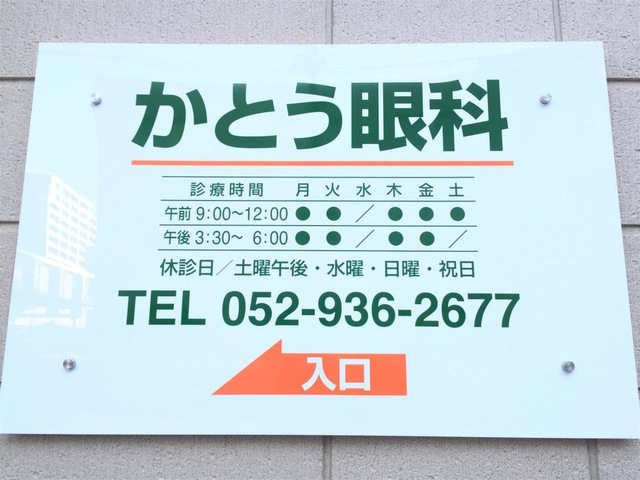 かとう眼科
診療時間 月 火 水 木 金 土
午前 9:00〜12:00 ● ● ／ ● ● ●
午後 3:30〜 6:00 ● ● ／ ● ● ／
休診日／土曜午後・水曜・日曜・祝日
TEL 052-936-2677
入口